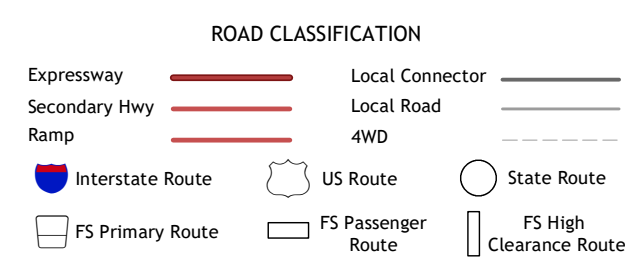 ROAD CLASSIFICATION
Expressway
Local Connector
Secondary Hwy
Local Road
Ramp
4WD
Interstate Route
US Route
State Route
FS Primary Route
FS Passenger
Route
FS High
Clearance Route